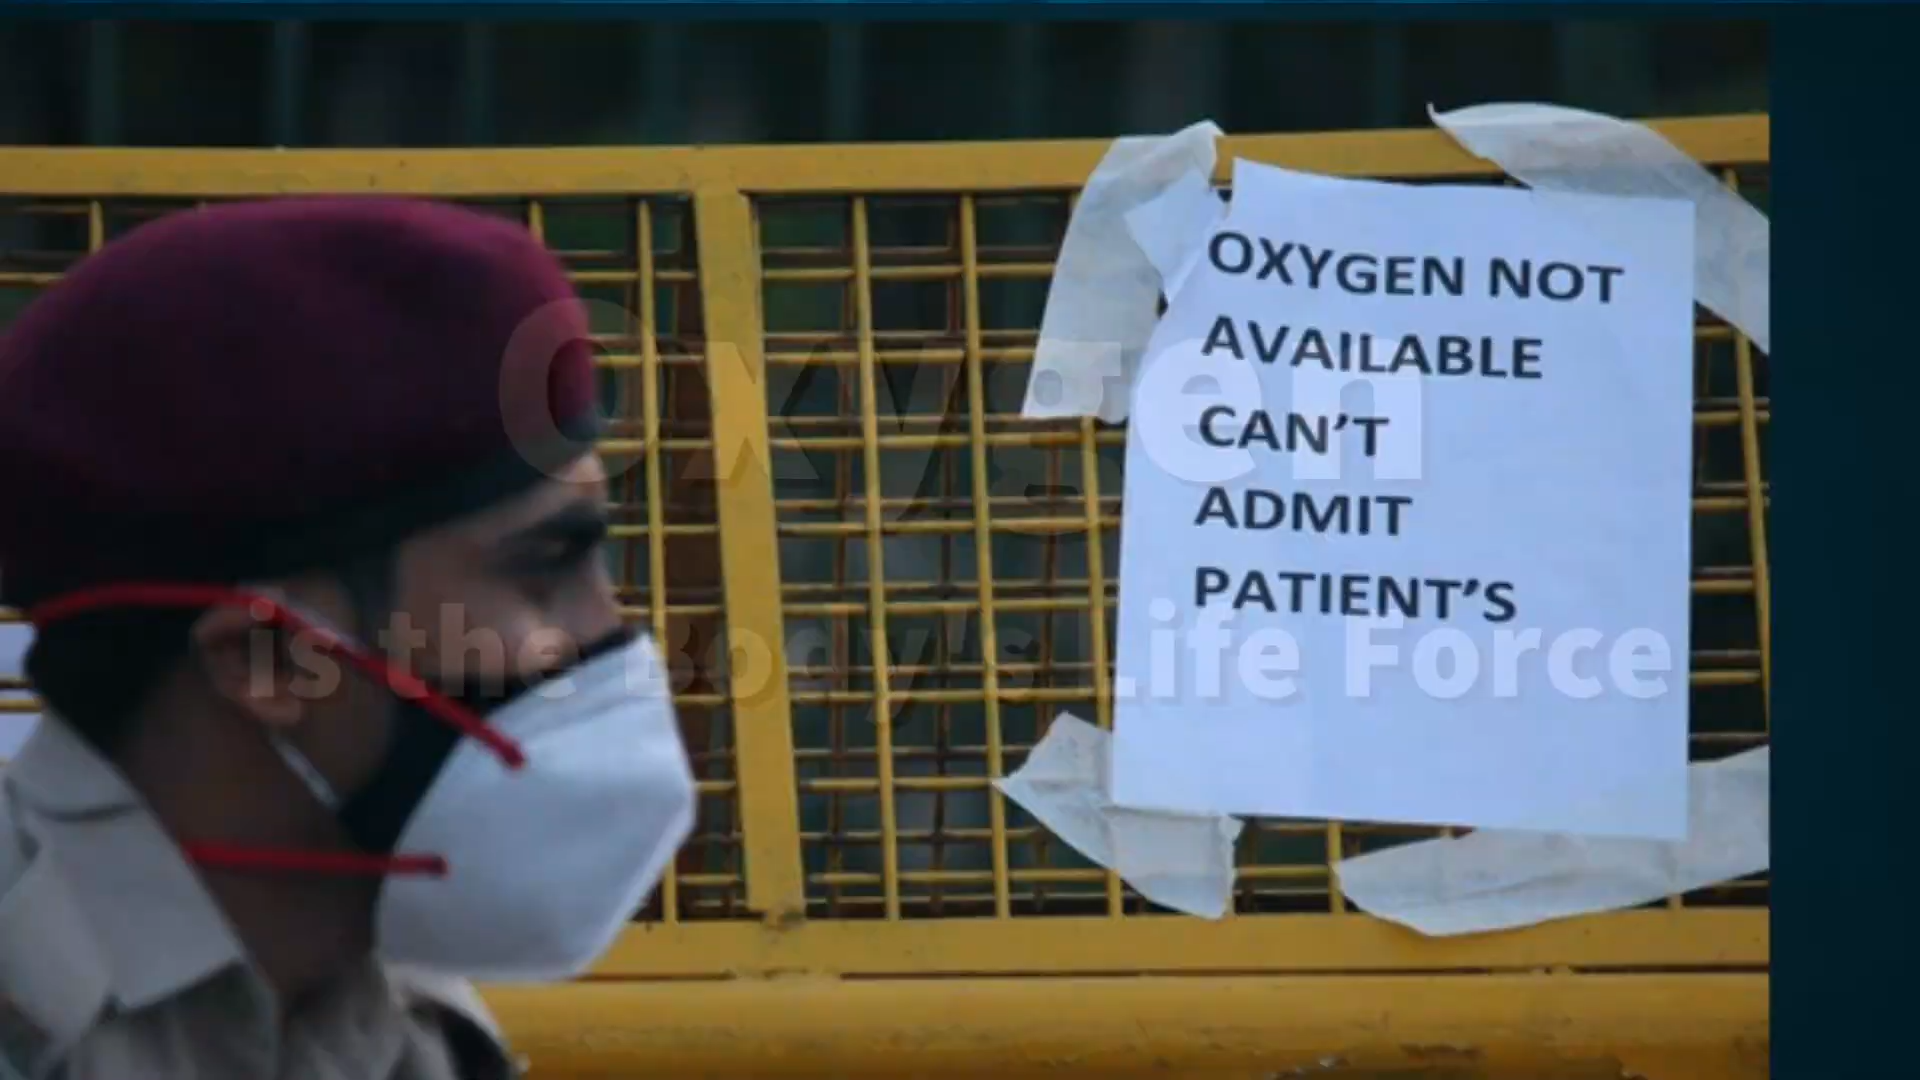 OXYGEN NOT
AVAILABLE
CAN'T
ADMIT
PATIENT'S
Oxygen
is the Body's Life Force